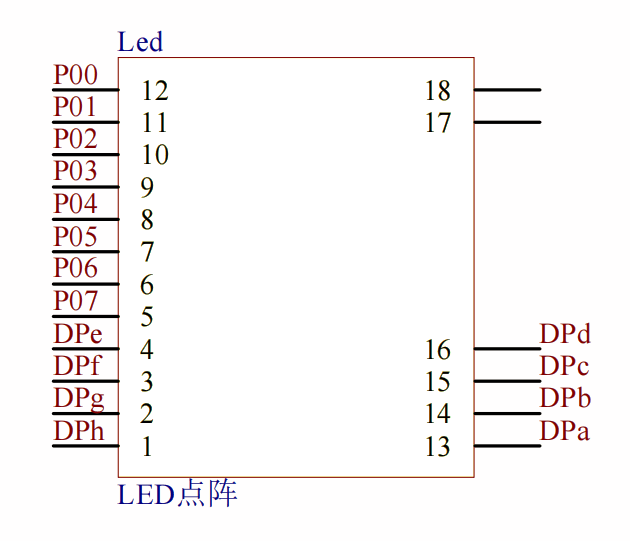 Led
P00 12 18
P01 11 17
P02 10
P03 9
P04 8
P05 7
P06 6
P07 5
DPe 4 16 DPd
DPf 3 15 DPc
DPg 2 14 DPb
DPh 1 13 DPa
LED点阵